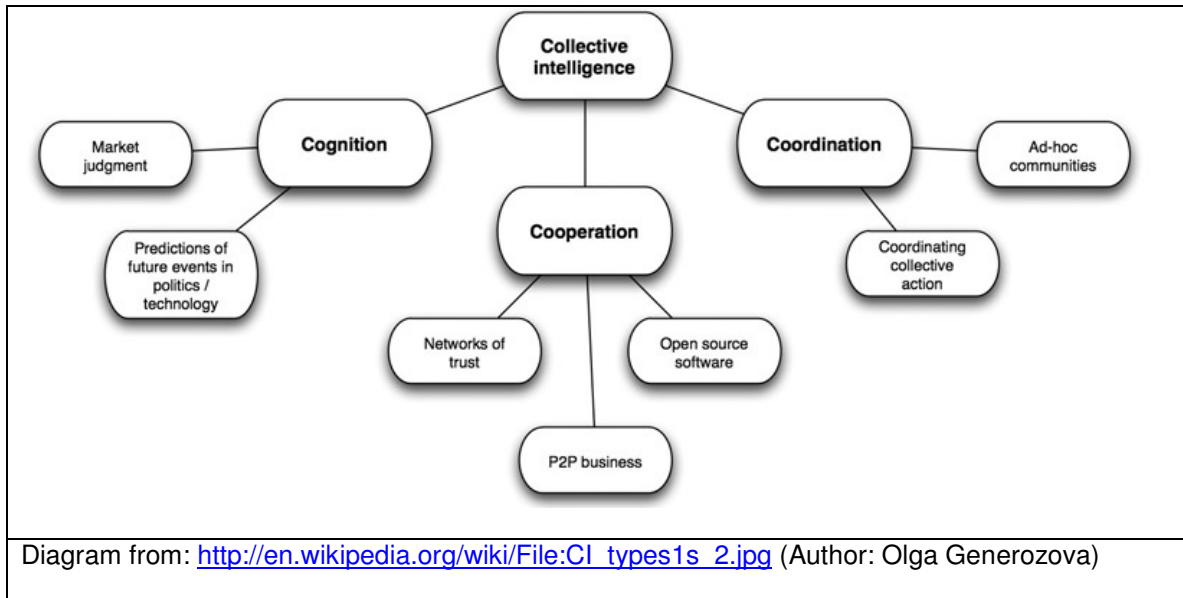 Collective
intelligence
Cognition
Market
judgment
Predictions of
future events in
politics /
technology
Cooperation
Networks of
trust
P2P business
Open source
software
Coordination
Ad-hoc
communities
Coordinating
collective
action
Diagram from: http://en.wikipedia.org/wiki/File:CI_types1s_2.jpg (Author: Olga Generozova)